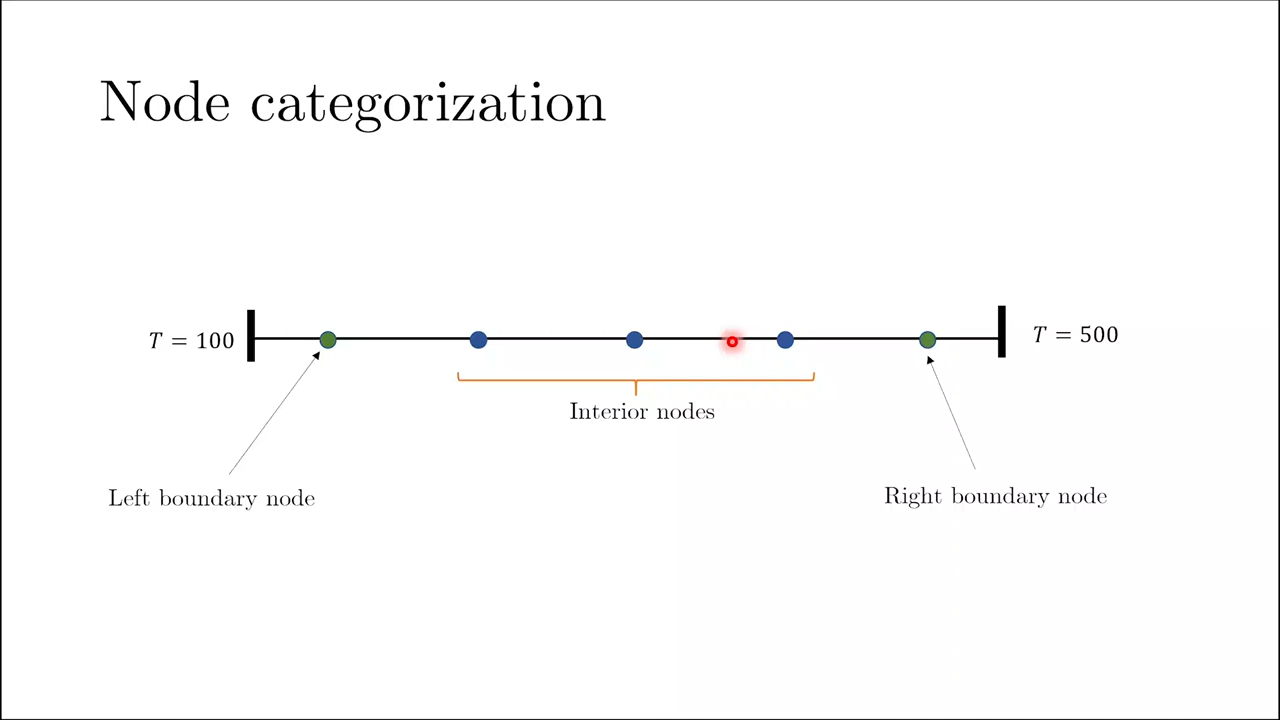 Node categorization
T = 100
T = 500
Interior nodes
Left boundary node
Right boundary node